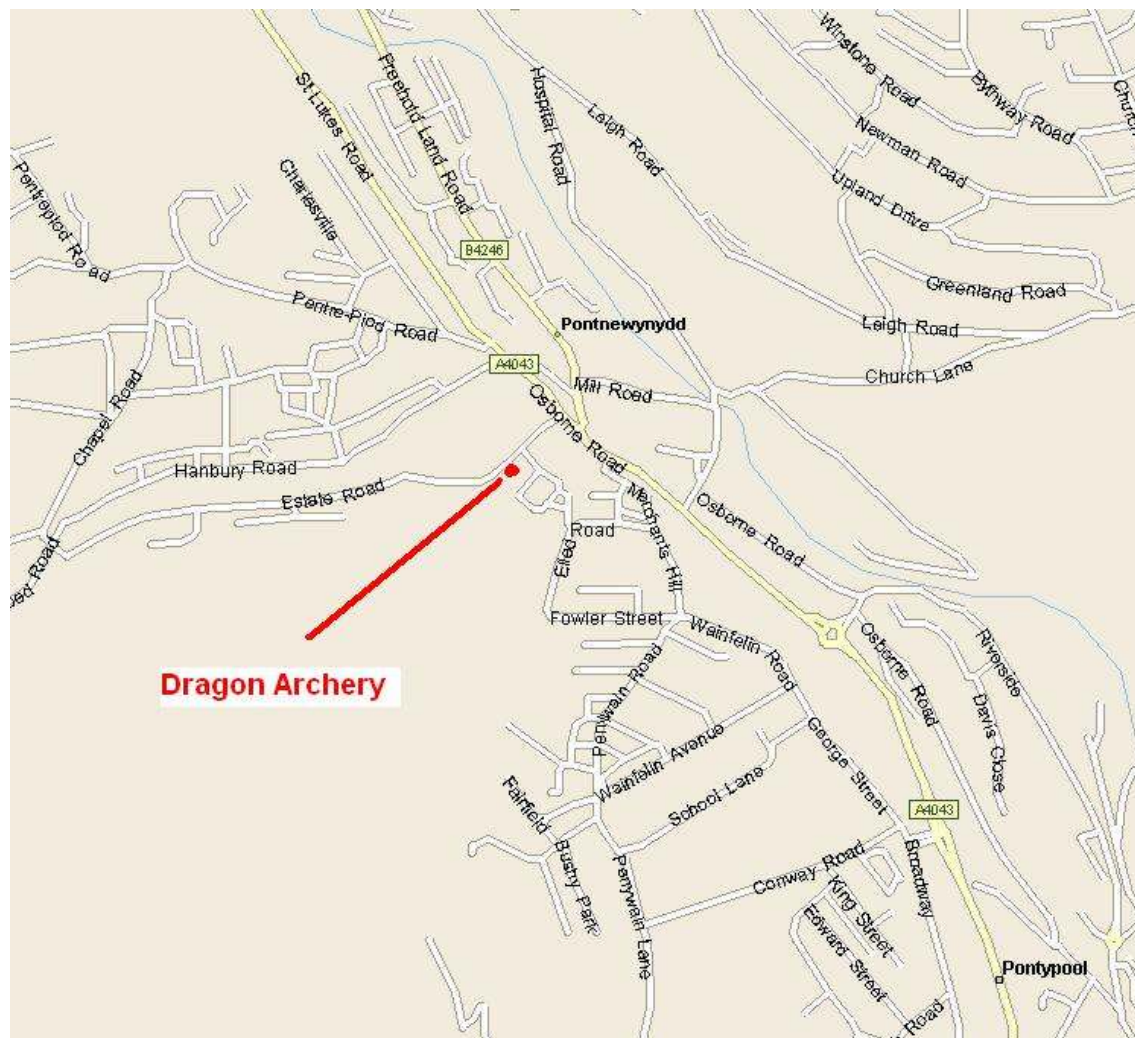 Winstone Road
Bythway Road
Church
St Lukes Road
Freehold Land Road
Hospital Road
Leigh Road
Newman Road
Upland Drive
Pentrepiod Road
Charlesville
B4246
Greenland Road
Pentre-Piod Road
Pontnewynydd
Leigh Road
A4043
Mill Road
Church Lane
Chapel Road
Osborne Road
Hanbury Road
Estate Road
Merchants Hill
Osborne Road
Road
Elled
Road
Fowler Street
Wainfelin Road
Osborne Road
Riverside
Dragon Archery
Penywain Road
Davis Close
George Street
Wainfelin Avenue
School Lane
Fairfield
A4043
Bushy Park
Conway Road
Broadway
King Street
Penywain Lane
Edward Street
Pontypool
Road